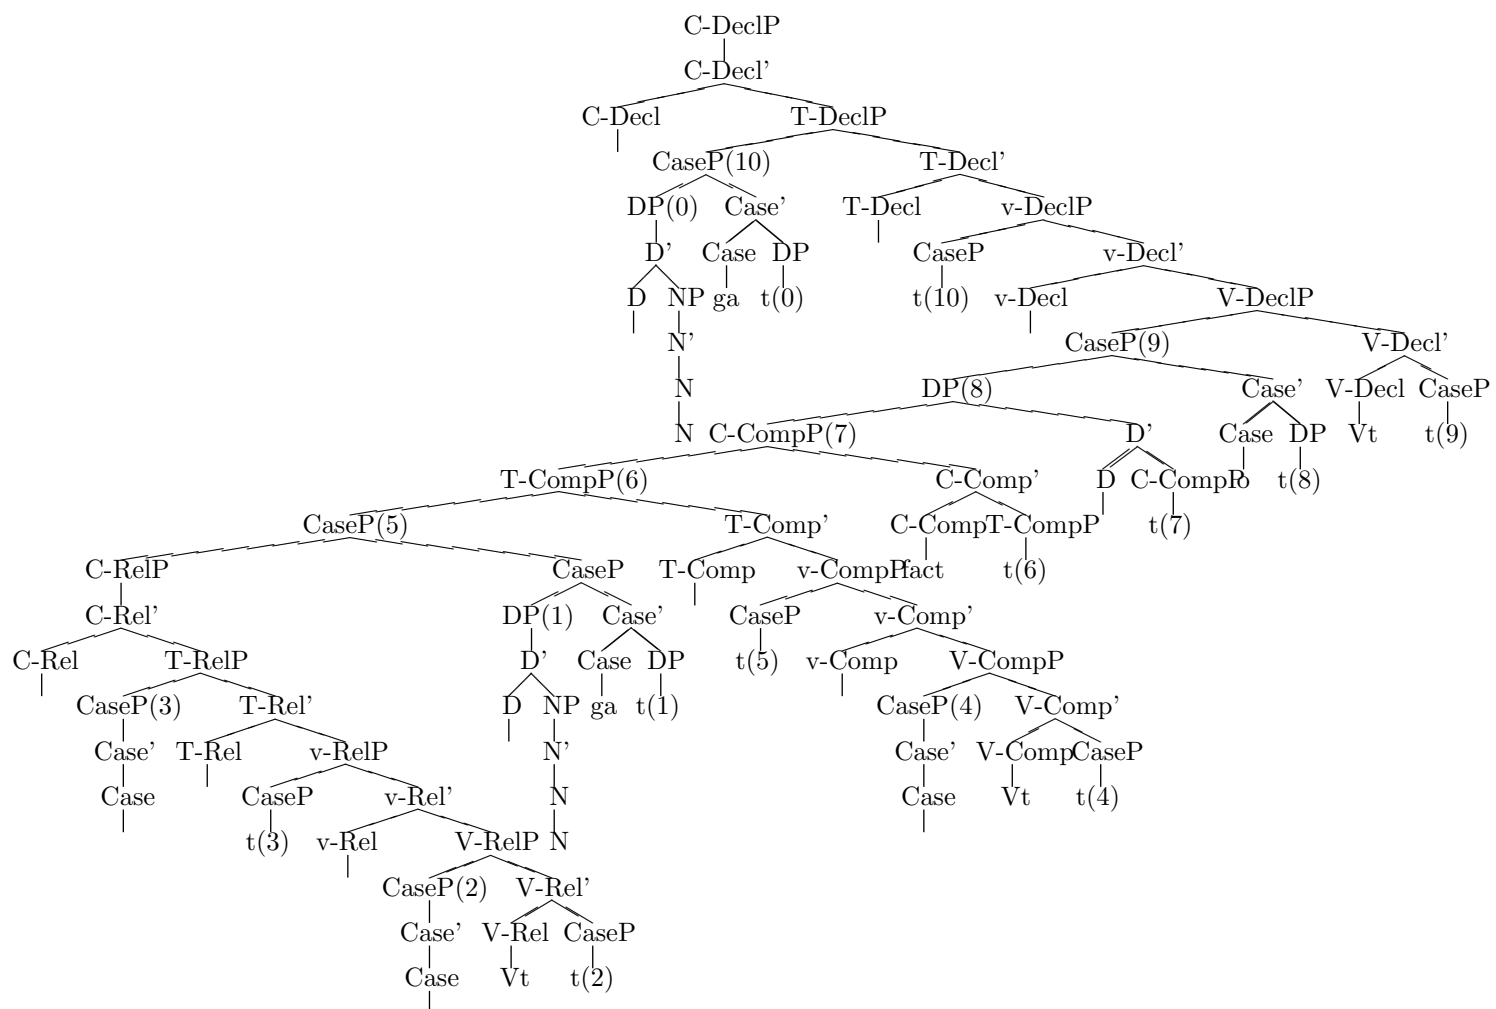 C-DeclP
C-Decl'
C-Decl T-DeclP
CaseP(10) T-Decl'
DP(0) Case' T-Decl v-DeclP
D' Case DP CaseP v-Decl'
D NP ga t(0) t(10) v-Decl V-DeclP
N' CaseP(9) V-Decl'
N DP(8) Case' V-Decl CaseP
N C-CompP(7) D' Case DP Vt t(9)
T-CompP(6) C-Comp' D C-CompP o t(8)
CaseP(5) T-Comp' C-Comp T-CompP t(7)
C-RelP CaseP T-Comp v-CompP fact t(6)
C-Rel' DP(1) Case' CaseP v-Comp'
C-Rel T-RelP D' Case DP t(5) v-Comp V-CompP
CaseP(3) T-Rel' D NP ga t(1) CaseP(4) V-Comp'
Case' T-Rel v-RelP N' Case' V-Comp CaseP
Case CaseP v-Rel' N Case Vt t(4)
t(3) v-Rel V-RelP N
CaseP(2) V-Rel'
Case' V-Rel CaseP
Case Vt t(2)